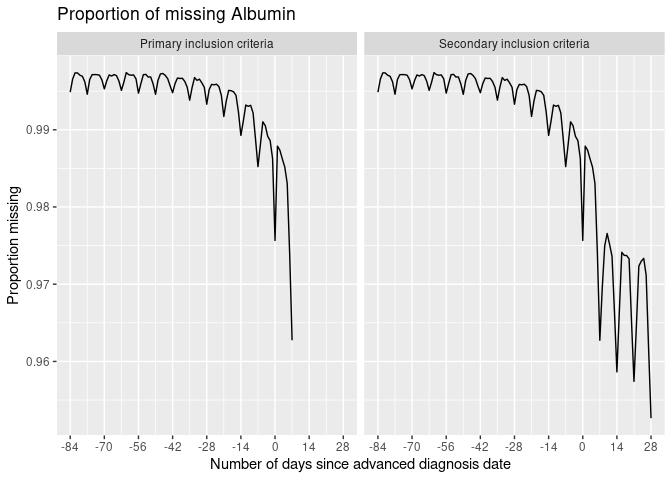 Proportion of missing Albumin
Primary inclusion criteria
Secondary inclusion criteria
Proportion missing
0.99
0.98
0.97
0.96
-84 -70 -56 -42 -28 -14 0 14 28
-84 -70 -56 -42 -28 -14 0 14 28
Number of days since advanced diagnosis date